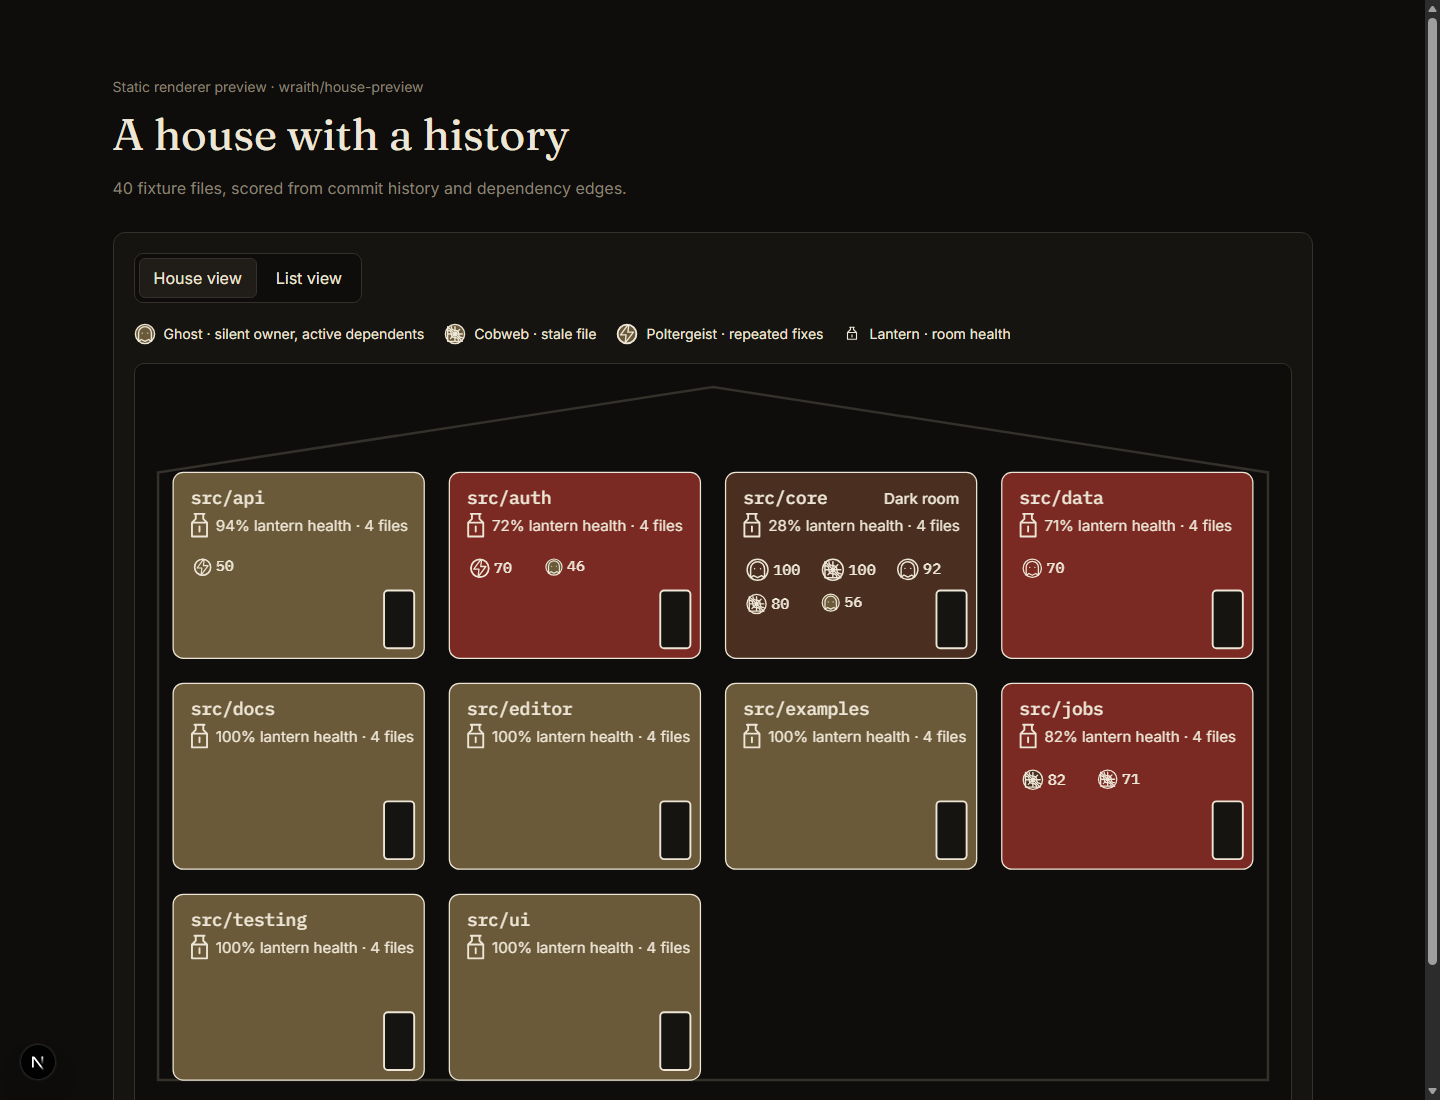 Static renderer preview · wraith/house-preview
A house with a history
40 fixture files, scored from commit history and dependency edges.
House view List view
Ghost · silent owner, active dependents Cobweb · stale file Poltergeist · repeated fixes Lantern · room health
src/api
94% lantern health · 4 files
50
src/auth
72% lantern health · 4 files
70 46
src/core Dark room
28% lantern health · 4 files
100 100 92
80 56
src/data
71% lantern health · 4 files
70
src/docs
100% lantern health · 4 files
src/editor
100% lantern health · 4 files
src/examples
100% lantern health · 4 files
src/jobs
82% lantern health · 4 files
82 71
src/testing
100% lantern health · 4 files
src/ui
100% lantern health · 4 files
N